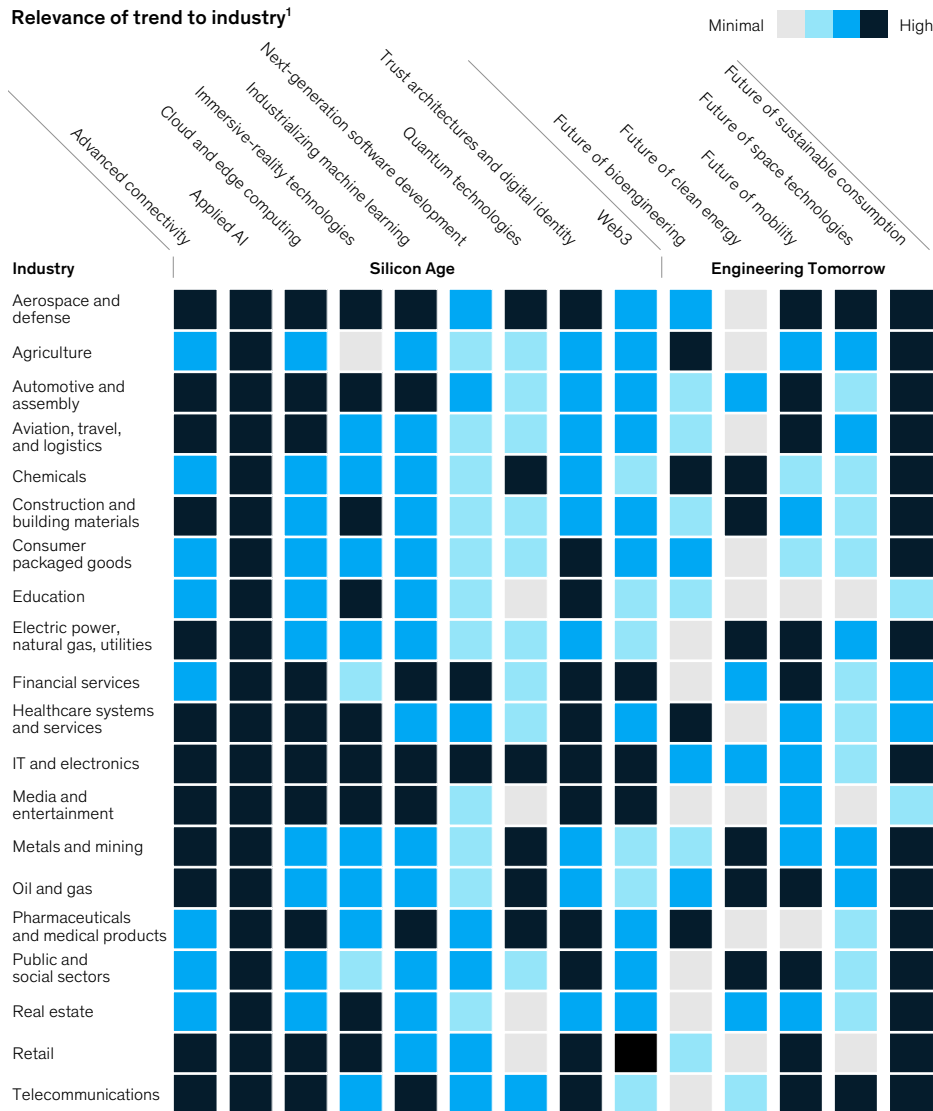 Relevance of trend to industry1
Minimal
High
Advanced connectivity
Applied AI
Cloud and edge computing
Immersive-reality technologies
Industrializing machine learning
Next-generation software development
Quantum technologies
Trust architectures and digital identity
Web3
Future of bioengineering
Future of clean energy
Future of mobility
Future of space technologies
Future of sustainable consumption
Industry
Silicon Age
Engineering Tomorrow
Aerospace and
defense
Agriculture
Automotive and
assembly
Aviation, travel,
and logistics
Chemicals
Construction and
building materials
Consumer
packaged goods
Education
Electric power,
natural gas, utilities
Financial services
Healthcare systems
and services
IT and electronics
Media and
entertainment
Metals and mining
Oil and gas
Pharmaceuticals
and medical products
Public and
social sectors
Real estate
Retail
Telecommunications